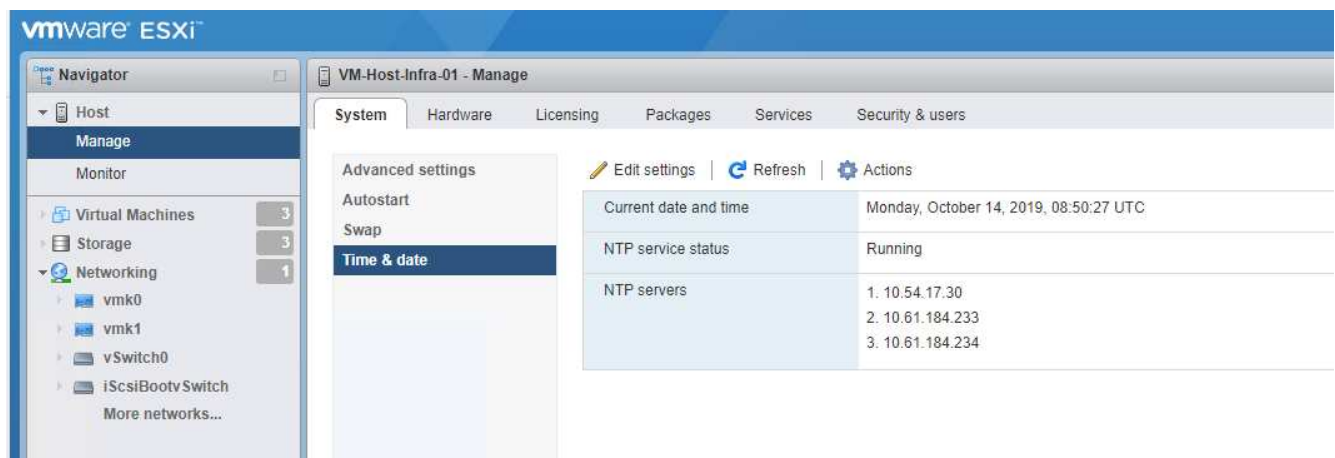 vmware ESXi™
Navigator
VM-Host-Infra-01 - Manage
Host
Manage
Monitor
Virtual Machines 3
Storage 3
Networking 1
vmk0
vmk1
vSwitch0
iScsiBootvSwitch
More networks...
System Hardware Licensing Packages Services Security & users
Advanced settings
Autostart
Swap
Time & date
Edit settings | Refresh | Actions
Current date and time Monday, October 14, 2019, 08:50:27 UTC
NTP service status Running
NTP servers 1. 10.54.17.30
2. 10.61.184.233
3. 10.61.184.234